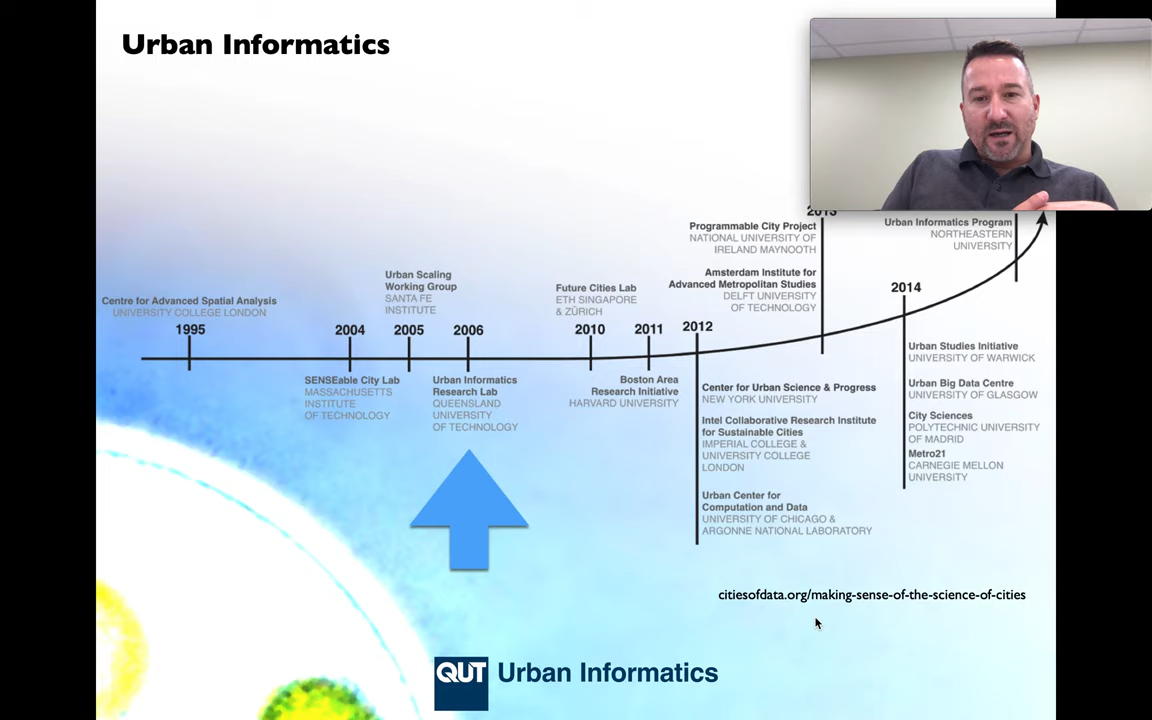 Urban Informatics
2013
Programmable City Project
NATIONAL UNIVERSITY OF
IRELAND MAYNOOTH
Urban Informatics Program
NORTHEASTERN
UNIVERSITY
Amsterdam Institute for
Advanced Metropolitan Studies
DELFT UNIVERSITY
OF TECHNOLOGY
Urban Scaling
Working Group
SANTA FE
INSTITUTE
Future Cities Lab
ETH SINGAPORE
& ZÜRICH
Centre for Advanced Spatial Analysis
UNIVERSITY COLLEGE LONDON
1995
2004
2005
2006
2010
2011
2012
2014
SENSEable City Lab
MASSACHUSETTS
INSTITUTE
OF TECHNOLOGY
Urban Informatics
Research Lab
QUEENSLAND
UNIVERSITY
OF TECHNOLOGY
Boston Area
Research Initiative
HARVARD UNIVERSITY
Center for Urban Science & Progress
NEW YORK UNIVERSITY
Intel Collaborative Research Institute
for Sustainable Cities
IMPERIAL COLLEGE &
UNIVERSITY COLLEGE
LONDON
Urban Center for
Computation and Data
UNIVERSITY OF CHICAGO &
ARGONNE NATIONAL LABORATORY
Urban Studies Initiative
UNIVERSITY OF WARWICK
Urban Big Data Centre
UNIVERSITY OF GLASGOW
City Sciences
POLYTECHNIC UNIVERSITY
OF MADRID
Metro21
CARNEGIE MELLON
UNIVERSITY
citiesofdata.org/making-sense-of-the-science-of-cities
QUT Urban Informatics